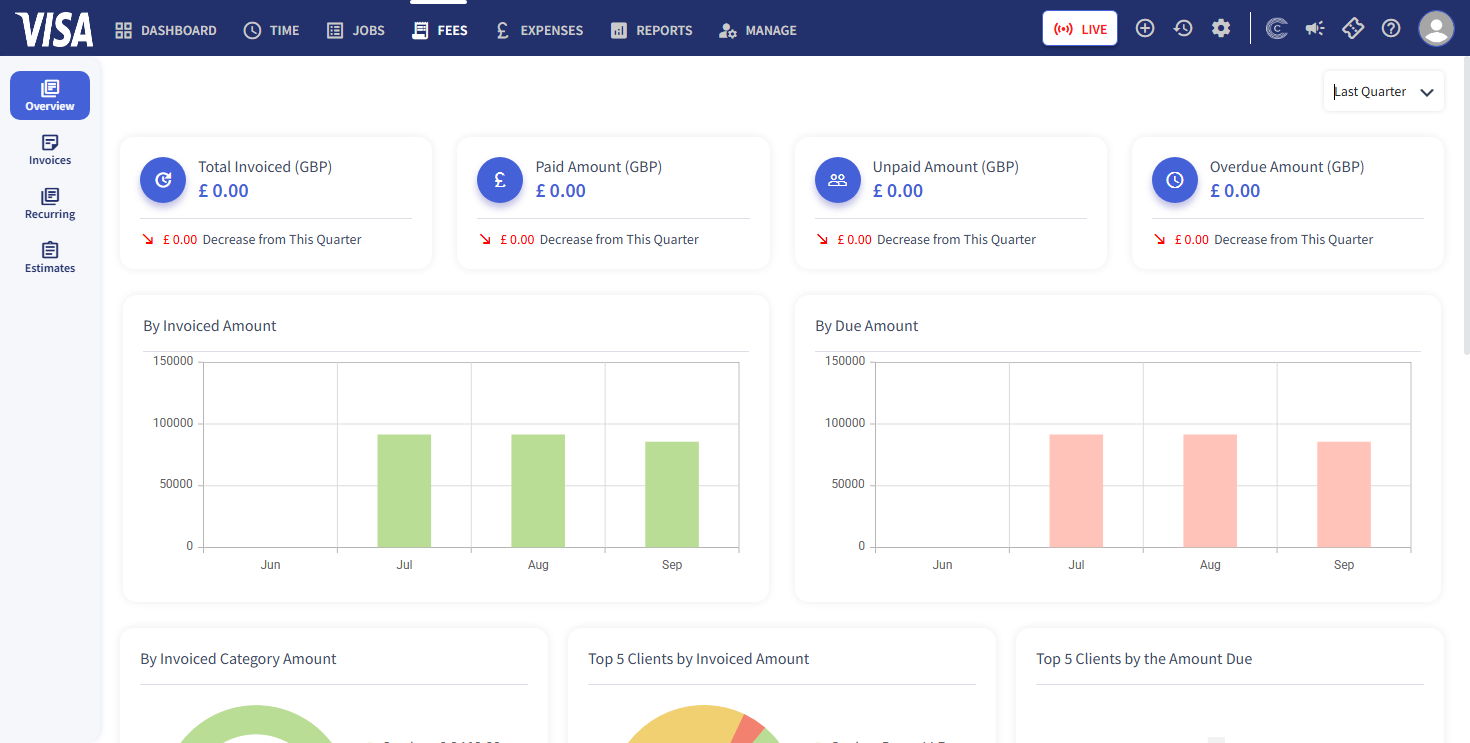 VISA
DASHBOARD
TIME
JOBS
FEES
EXPENSES
REPORTS
MANAGE
LIVE
Overview
Invoices
Recurring
Estimates
Last Quarter
Total Invoiced (GBP)
£ 0.00
£ 0.00 Decrease from This Quarter
Paid Amount (GBP)
£ 0.00
£ 0.00 Decrease from This Quarter
Unpaid Amount (GBP)
£ 0.00
£ 0.00 Decrease from This Quarter
Overdue Amount (GBP)
£ 0.00
£ 0.00 Decrease from This Quarter
By Invoiced Amount
150000
100000
50000
0
Jun Jul Aug Sep
By Due Amount
150000
100000
50000
0
Jun Jul Aug Sep
By Invoiced Category Amount
Top 5 Clients by Invoiced Amount
Top 5 Clients by the Amount Due